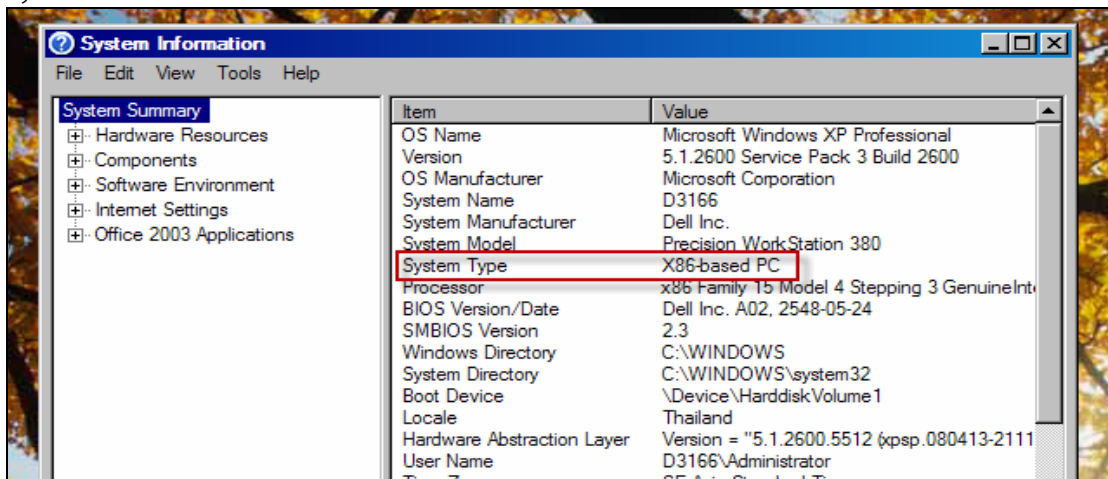 System Information
File Edit View Tools Help
System Summary
Hardware Resources
Components
Software Environment
Internet Settings
Office 2003 Applications
Item Value
OS Name Microsoft Windows XP Professional
Version 5.1.2600 Service Pack 3 Build 2600
OS Manufacturer Microsoft Corporation
System Name D3166
System Manufacturer Dell Inc.
System Model Precision WorkStation 380
System Type X86-based PC
Processor x86 Family 15 Model 4 Stepping 3 GenuineInt
BIOS Version/Date Dell Inc. A02, 2548-05-24
SMBIOS Version 2.3
Windows Directory C:\WINDOWS
System Directory C:\WINDOWS\system32
Boot Device \Device\HarddiskVolume1
Locale Thailand
Hardware Abstraction Layer Version = "5.1.2600.5512 (xpsp.080413-2111
User Name D3166\Administrator